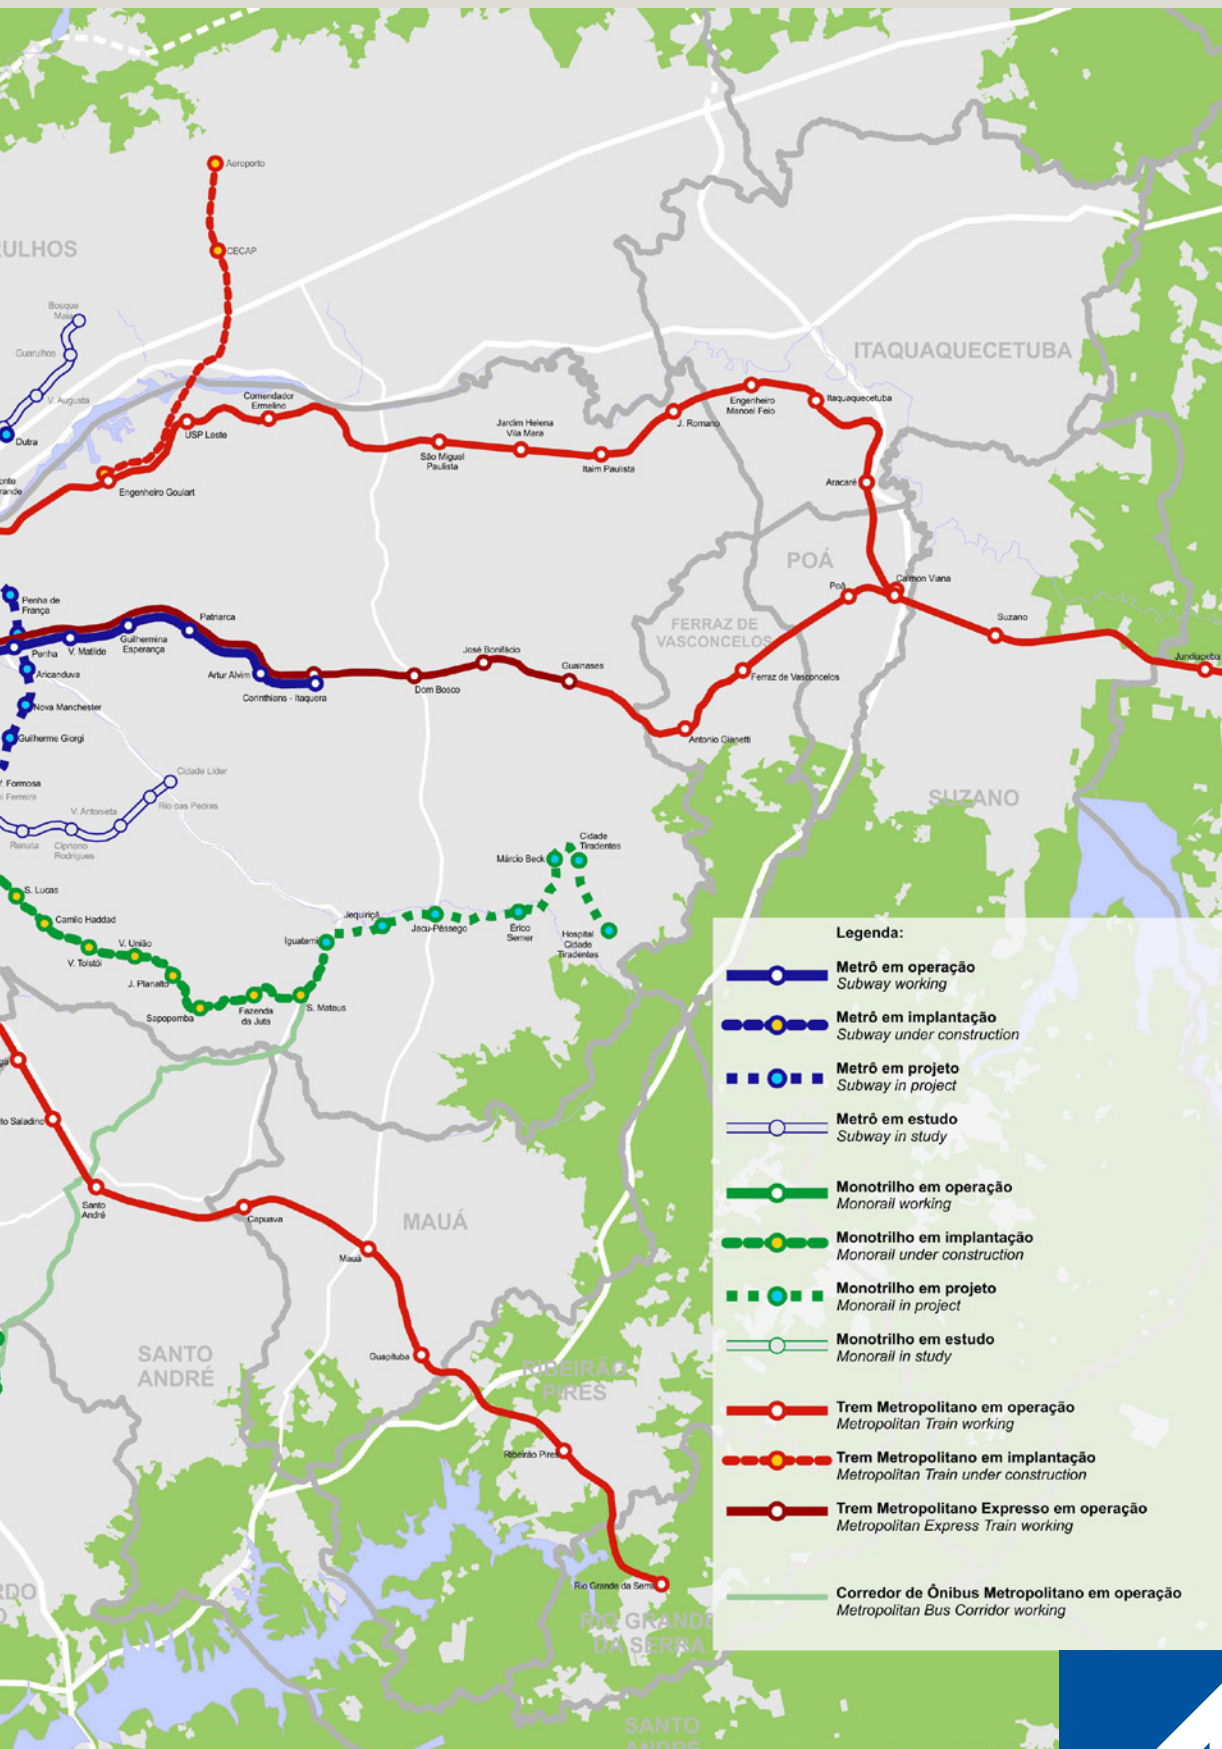 Aeroporto
CECAP
Bosque
Maia
Guarulhos
V. Augusta
Dutra
ITAQUAQUECETUBA
Comendador
Ermelino
USP Leste
Engenheiro Goulart
São Miguel
Paulista
Jardim Helena
Vila Mara
Itaim Paulista
J. Romano
Engenheiro
Manoel Feio
Itaquaquecetuba
Aracaré
POÁ
Poá
Calmon Viana
Suzano
Jundiapeba
FERRAZ DE
VASCONCELOS
Ferraz de Vasconcelos
Antonio Gianetti
Guaianases
José Bonifácio
Dom Bosco
Corinthians - Itaquera
Artur Alvim
Patriarca
Guilhermina
Esperança
V. Matilde
Penha
Penha de
França
Aricanduva
Nova Manchester
Guilherme Giorgi
Formosa
Ferreira
Cidade Líder
Rio das Pedras
V. Antonieta
Cipriano
Rodrigues
Renata
SUZANO
Cidade
Tiradentes
Márcio Beck
Hospital
Cidade
Tiradentes
Érico
Semer
Jacu-Pêssego
Jequiriçá
Iguatemi
S. Mateus
Fazenda
da Juta
Sapopemba
J. Planalto
V. União
V. Tolstói
Camilo Haddad
S. Lucas
Saladino
Santo
André
Capuava
MAUÁ
Mauá
Guapituba
SANTO
ANDRÉ
RIBEIRÃO
PIRES
Ribeirão Pires
Rio Grande da Serra
RIO GRANDE
DA SERRA
SANTO
ANDRÉ
Legenda:
Metrô em operação
Subway working
Metrô em implantação
Subway under construction
Metrô em projeto
Subway in project
Metrô em estudo
Subway in study
Monotrilho em operação
Monorail working
Monotrilho em implantação
Monorail under construction
Monotrilho em projeto
Monorail in project
Monotrilho em estudo
Monorail in study
Trem Metropolitano em operação
Metropolitan Train working
Trem Metropolitano em implantação
Metropolitan Train under construction
Trem Metropolitano Expresso em operação
Metropolitan Express Train working
Corredor de Ônibus Metropolitano em operação
Metropolitan Bus Corridor working